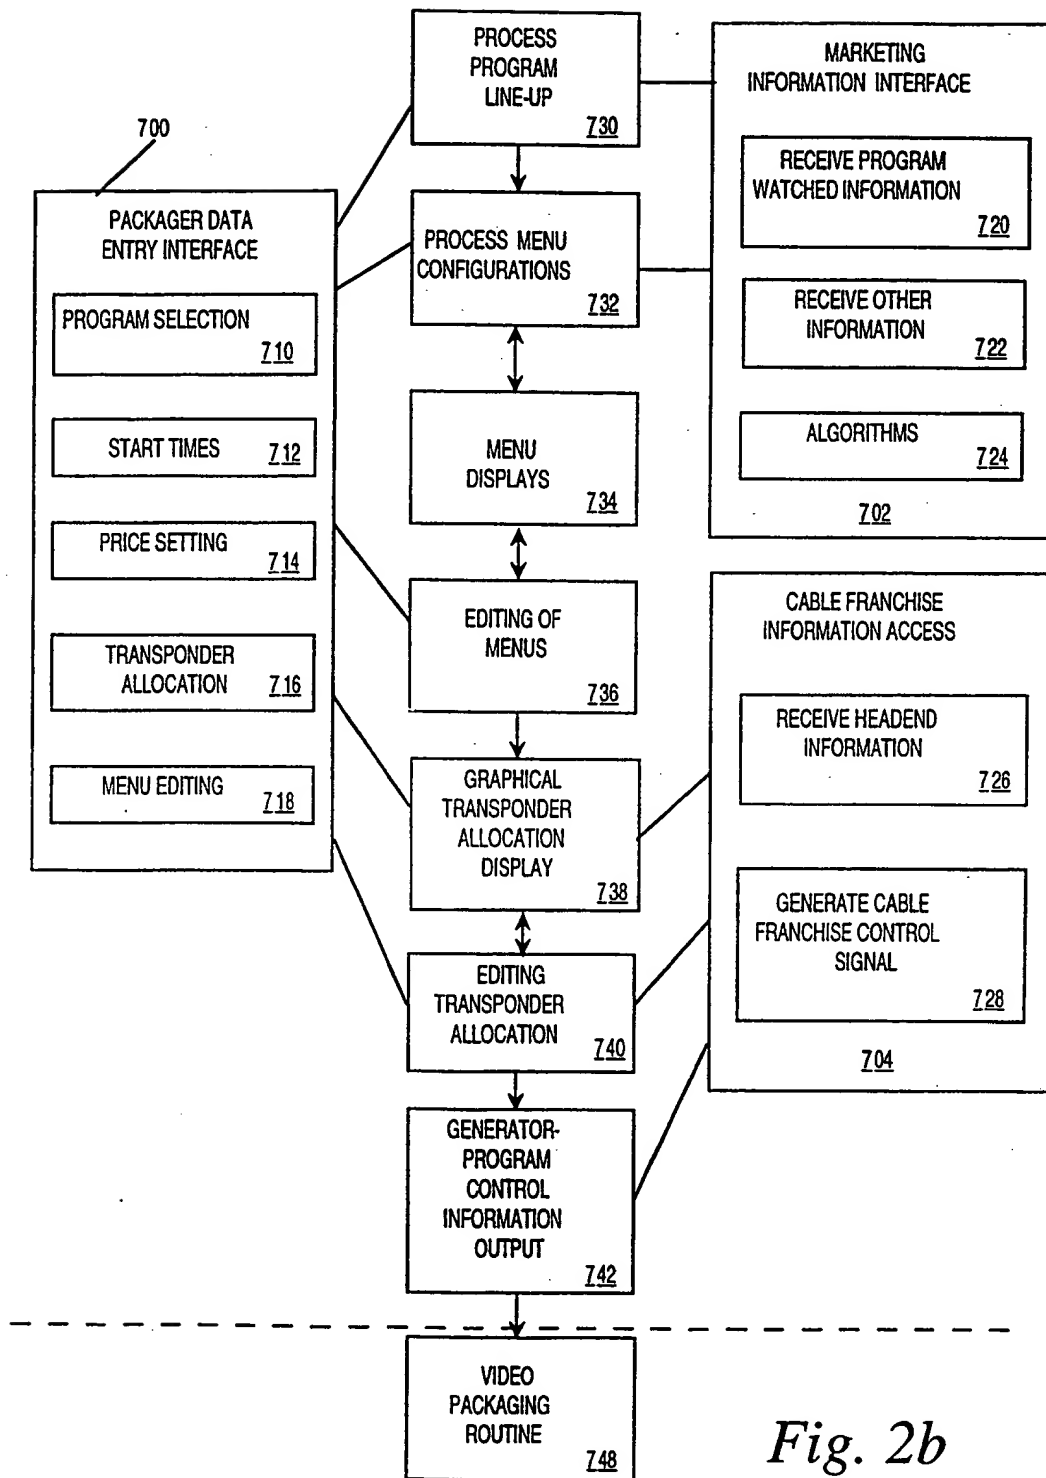 700
PACKAGER DATA
ENTRY INTERFACE
PROGRAM SELECTION
710
START TIMES 712
PRICE SETTING
714
TRANSPONDER
ALLOCATION 716
MENU EDITING 718
PROCESS
PROGRAM
LINE-UP
730
PROCESS MENU
CONFIGURATIONS
732
MENU
DISPLAYS
734
EDITING OF
MENUS
736
GRAPHICAL
TRANSPONDER
ALLOCATION
DISPLAY
738
EDITING
TRANSPONDER
ALLOCATION
740
GENERATOR-
PROGRAM
CONTROL
INFORMATION
OUTPUT
742
VIDEO
PACKAGING
ROUTINE
748
MARKETING
INFORMATION INTERFACE
RECEIVE PROGRAM
WATCHED INFORMATION
720
RECEIVE OTHER
INFORMATION
722
ALGORITHMS
724
702
CABLE FRANCHISE
INFORMATION ACCESS
RECEIVE HEADEND
INFORMATION
726
GENERATE CABLE
FRANCHISE CONTROL
SIGNAL
728
704
Fig. 2b